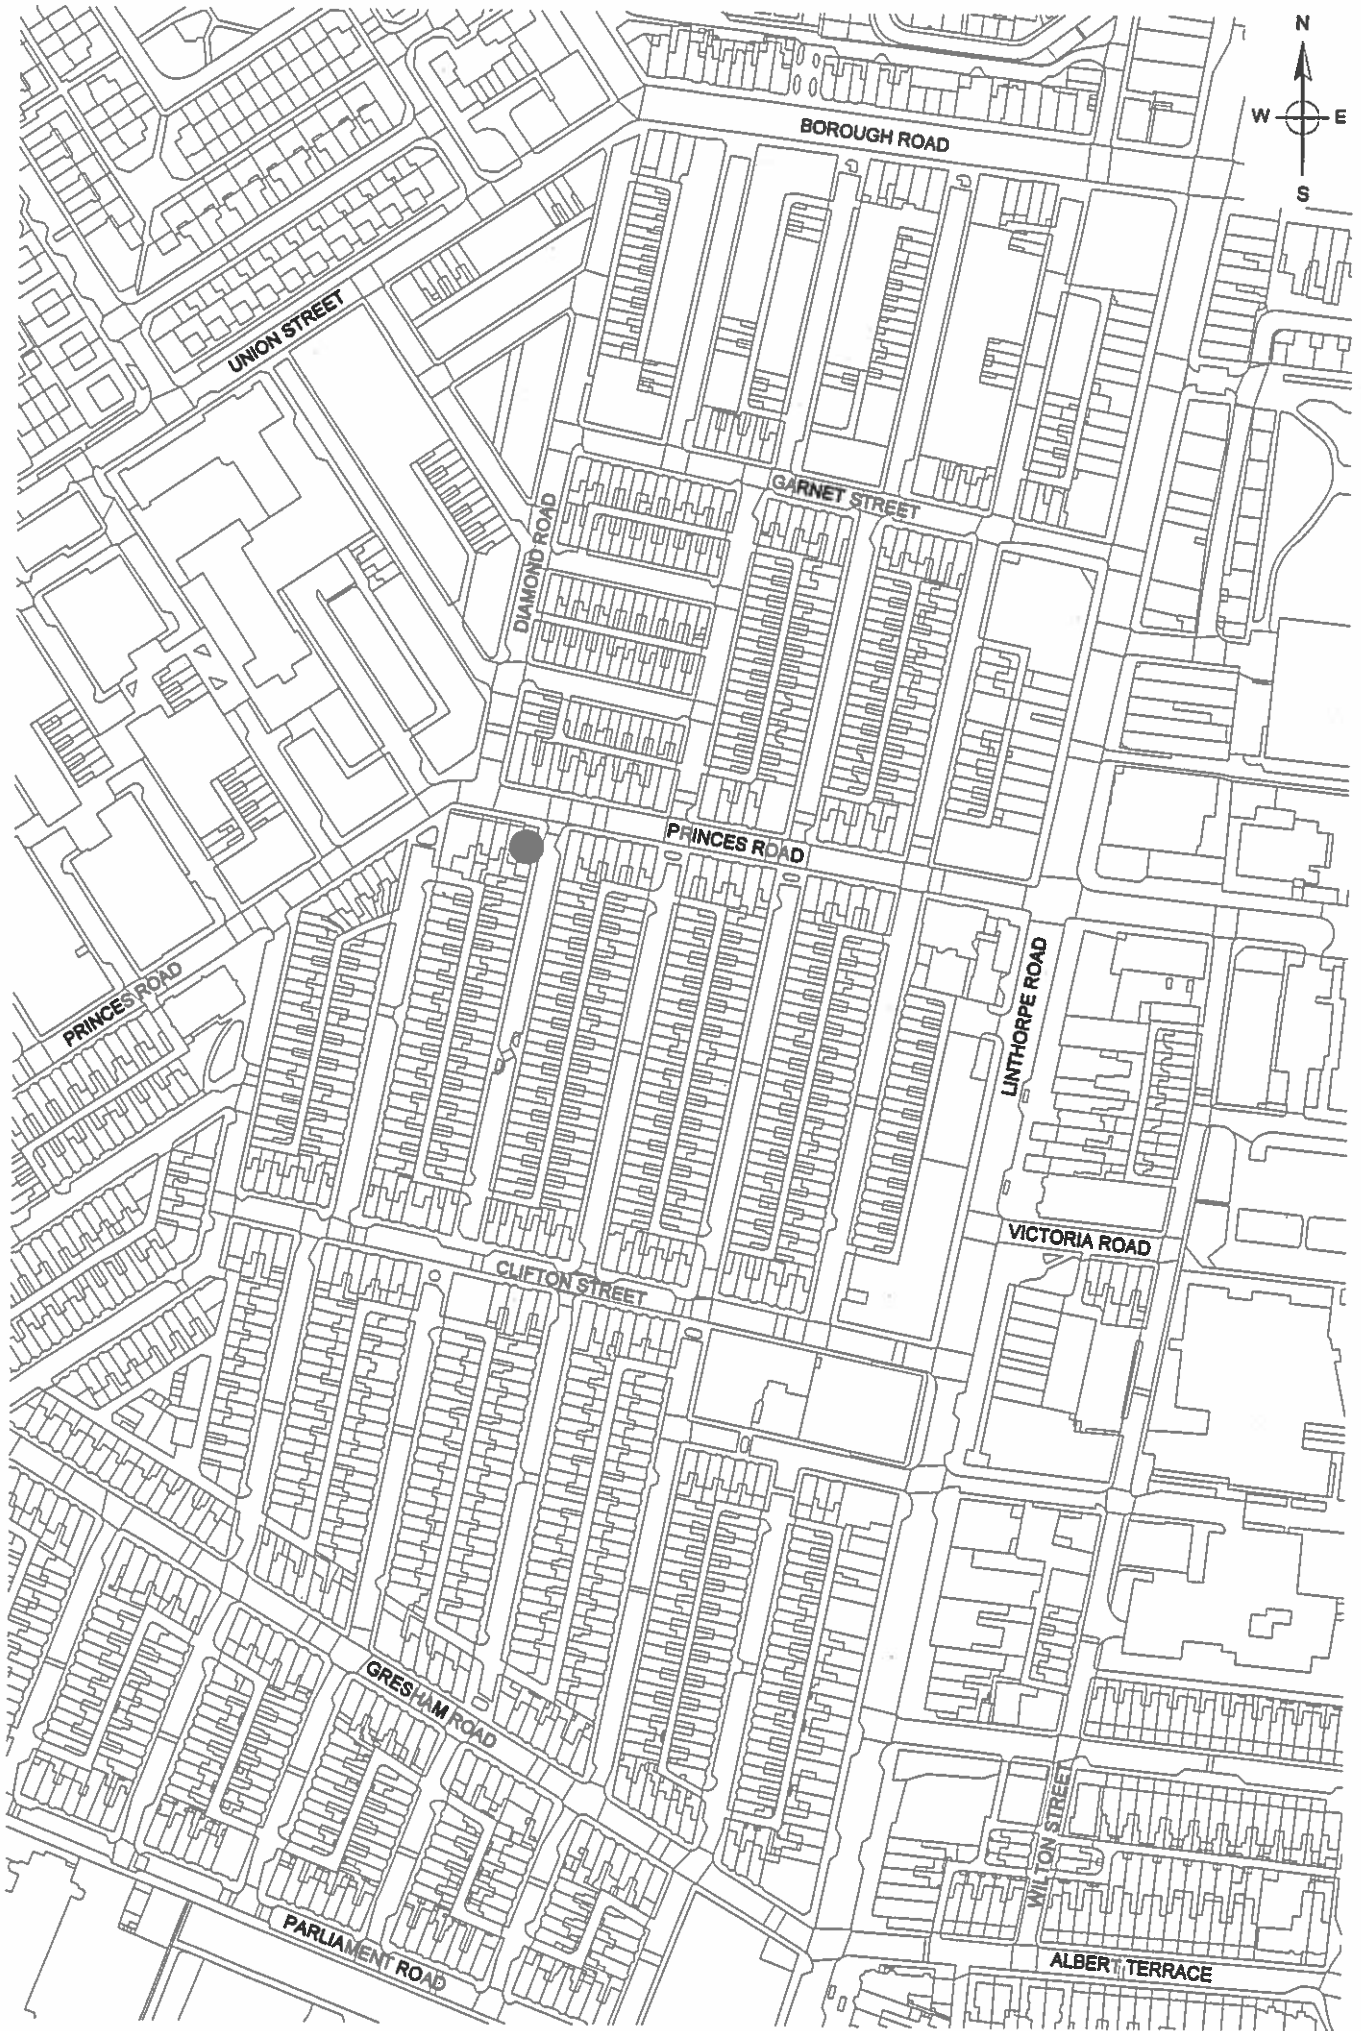 N
BOROUGH ROAD
W E
S
UNION STREET
GARNET STREET
DIAMOND ROAD
PRINCES ROAD
PRINCES ROAD
LINTHORPE ROAD
VICTORIA ROAD
CLIFTON STREET
GRESHAM ROAD
WILTON STREET
PARLIAMENT ROAD
ALBERT TERRACE